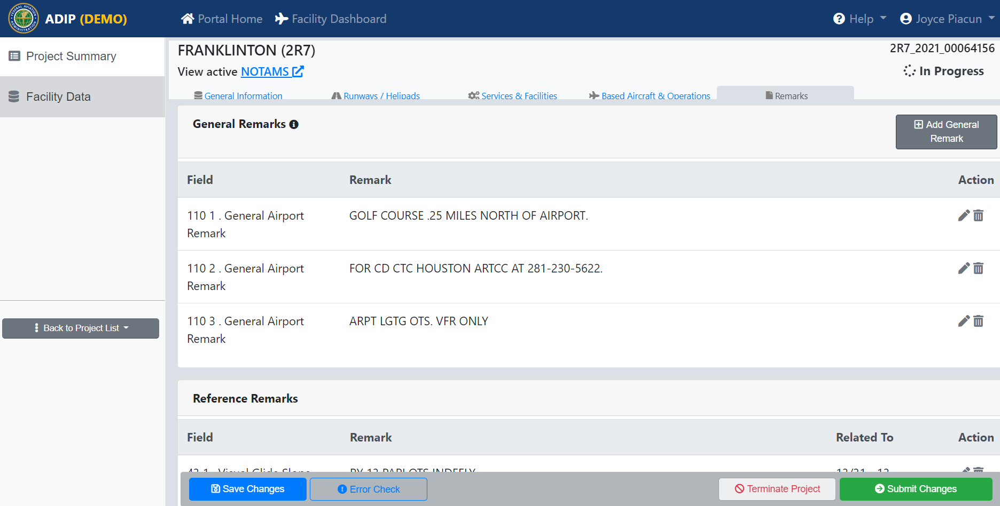 ADIP (DEMO)
Portal Home
Facility Dashboard
Help
Joyce Piacun
Project Summary
Facility Data
Back to Project List
FRANKLINTON (2R7)
2R7_2021_00064156
View active NOTAMS
In Progress
General Information
Runways / Helipads
Services & Facilities
Based Aircraft & Operations
Remarks
General Remarks
Add General
Remark
Field Remark Action
110 1 . General Airport
Remark
GOLF COURSE .25 MILES NORTH OF AIRPORT.
110 2 . General Airport
Remark
FOR CD CTC HOUSTON ARTCC AT 281-230-5622.
110 3 . General Airport
Remark
ARPT LGTG OTS. VFR ONLY
Reference Remarks
Field Remark Related To Action
Visual Glide Slope
Save Changes
Error Check
Terminate Project
Submit Changes